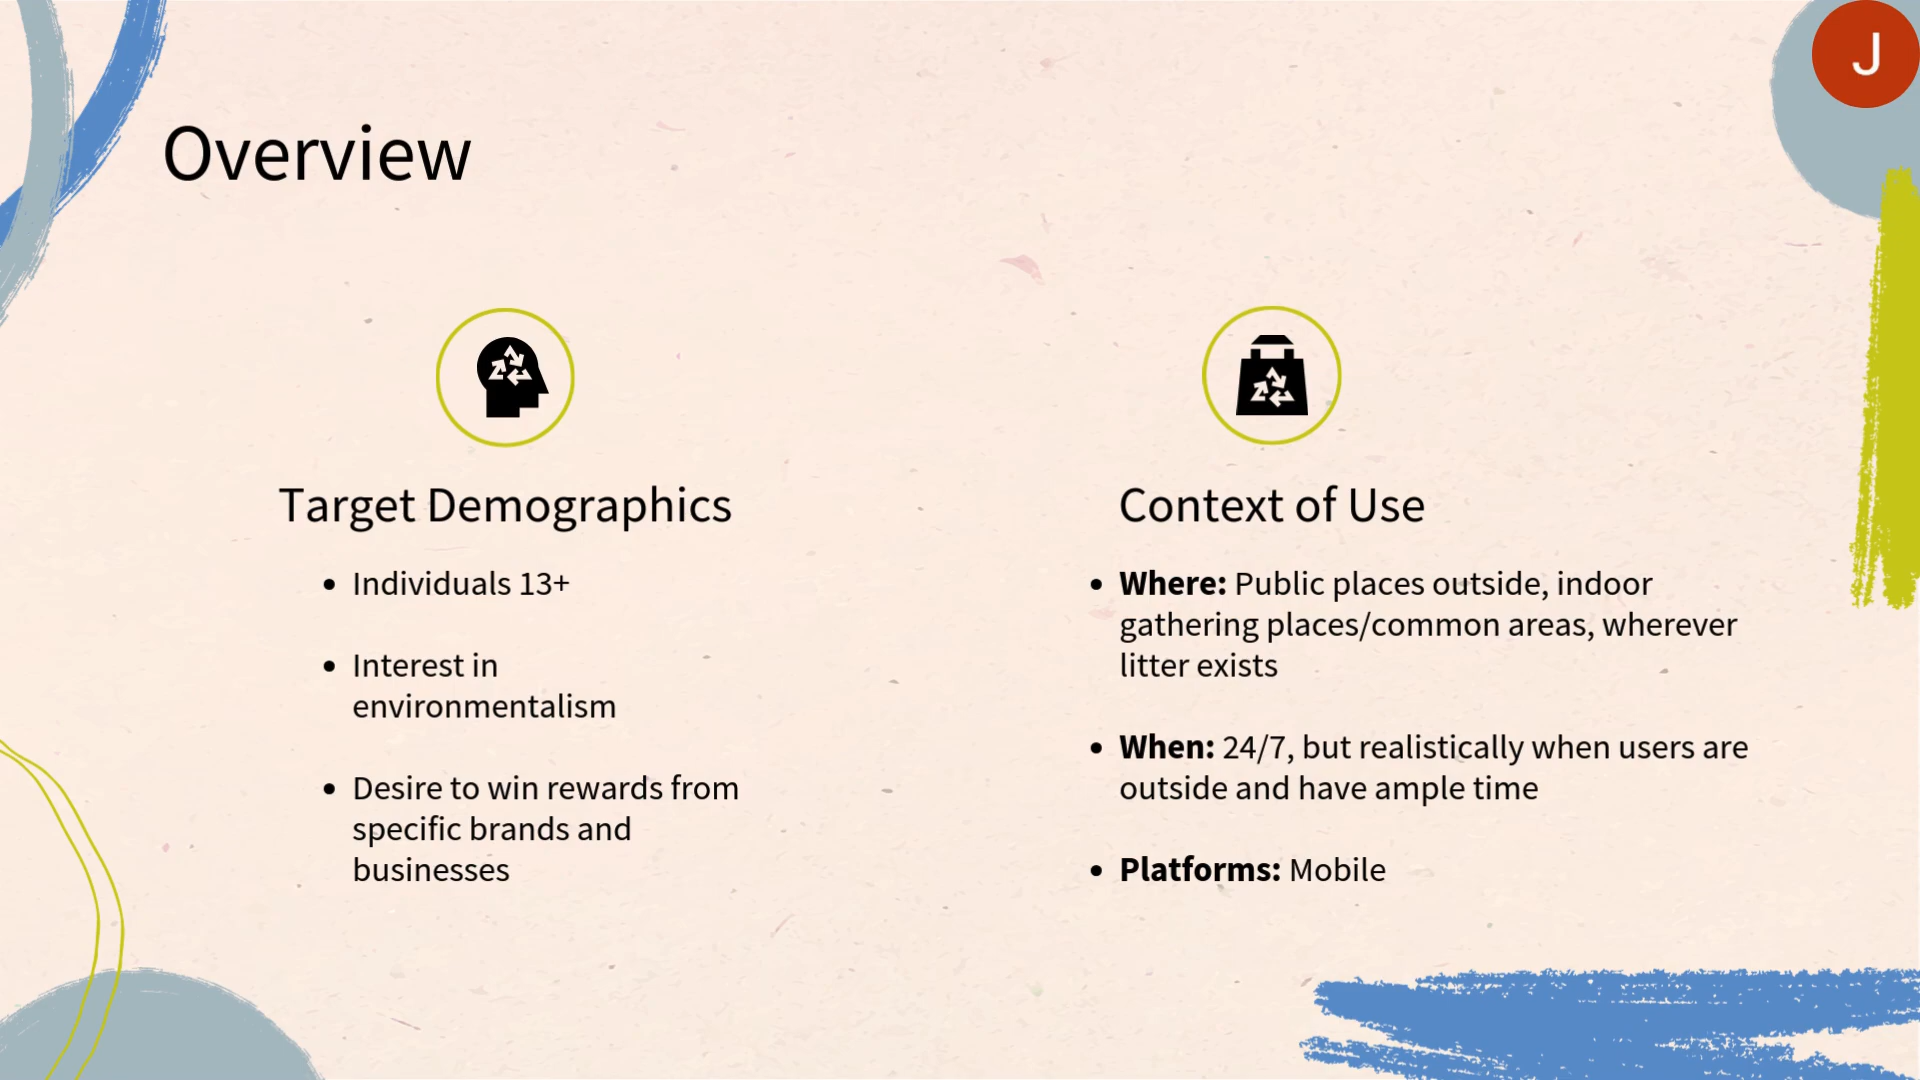 J
Overview
Target Demographics
• Individuals 13+
• Interest in
environmentalism
• Desire to win rewards from
specific brands and
businesses
Context of Use
• Where: Public places outside, indoor
gathering places/common areas, wherever
litter exists
• When: 24/7, but realistically when users are
outside and have ample time
• Platforms: Mobile